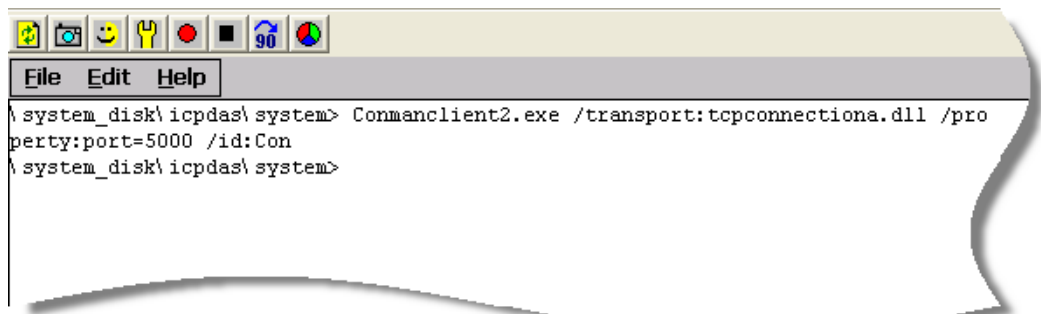 90
File Edit Help
\system_disk\icpdas\system> Conmanclient2.exe /transport:tcpconnectiona.dll /pro
perty:port=5000 /id:Con
\system_disk\icpdas\system>